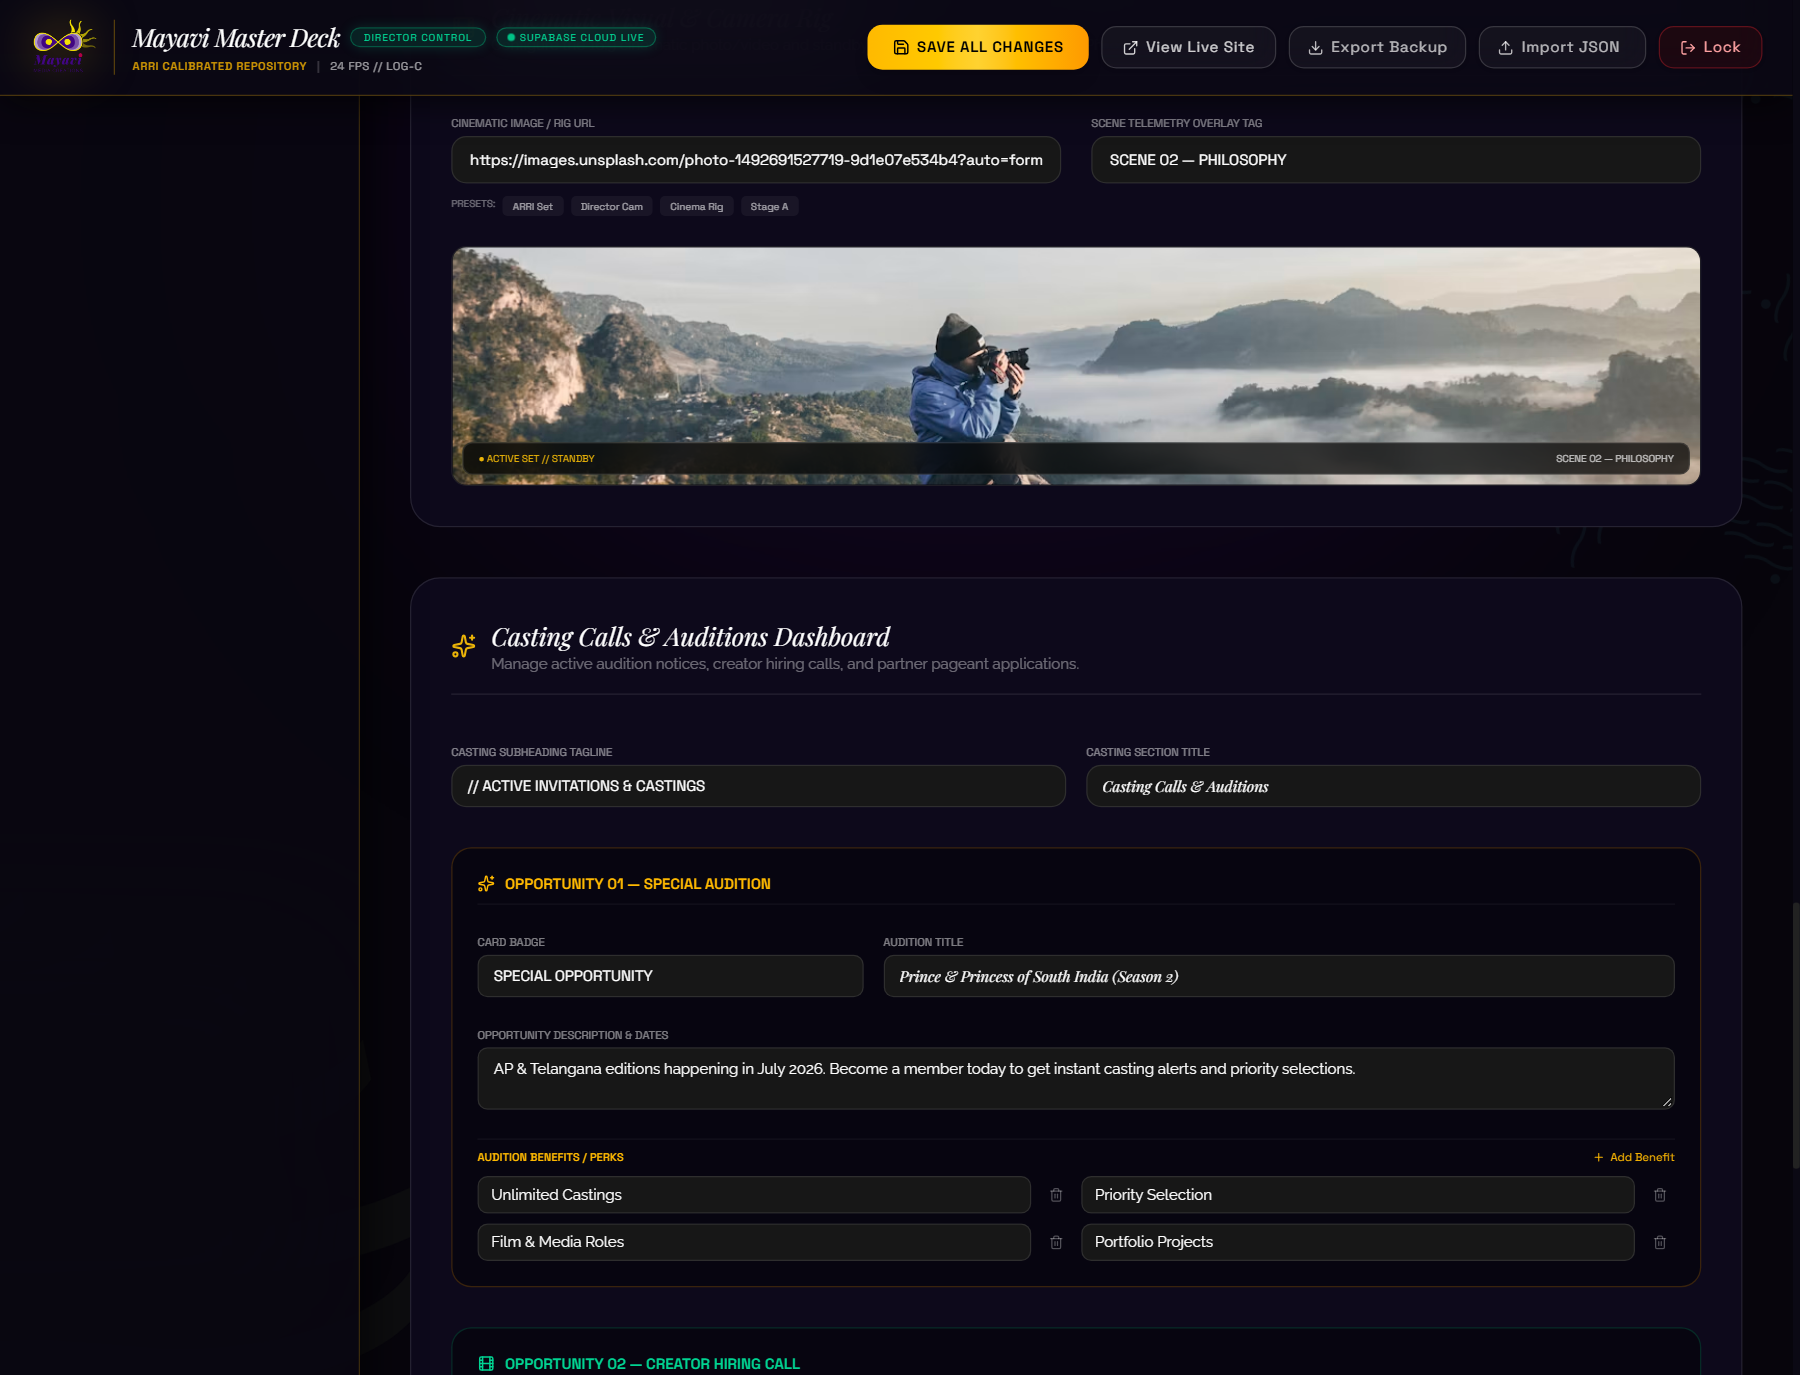 Mayavi
Mayavi Master Deck
DIRECTOR CONTROL
SUPABASE CLOUD LIVE
ARRI CALIBRATED REPOSITORY | 24 FPS // LOG-C
SAVE ALL CHANGES
View Live Site
Export Backup
Import JSON
Lock
CINEMATIC IMAGE / RIG URL
https://images.unsplash.com/photo-1492691527719-9d1e07e534b4?auto=form
SCENE TELEMETRY OVERLAY TAG
SCENE 02 — PHILOSOPHY
PRESETS: ARRI Set Director Cam Cinema Rig Stage A
● ACTIVE SET // STANDBY
SCENE 02 — PHILOSOPHY
Casting Calls & Auditions Dashboard
Manage active audition notices, creator hiring calls, and partner pageant applications.
CASTING SUBHEADING TAGLINE
// ACTIVE INVITATIONS & CASTINGS
CASTING SECTION TITLE
Casting Calls & Auditions
OPPORTUNITY 01 — SPECIAL AUDITION
CARD BADGE
SPECIAL OPPORTUNITY
AUDITION TITLE
Prince & Princess of South India (Season 2)
OPPORTUNITY DESCRIPTION & DATES
AP & Telangana editions happening in July 2026. Become a member today to get instant casting alerts and priority selections.
AUDITION BENEFITS / PERKS
+ Add Benefit
Unlimited Castings
Priority Selection
Film & Media Roles
Portfolio Projects
OPPORTUNITY 02 — CREATOR HIRING CALL